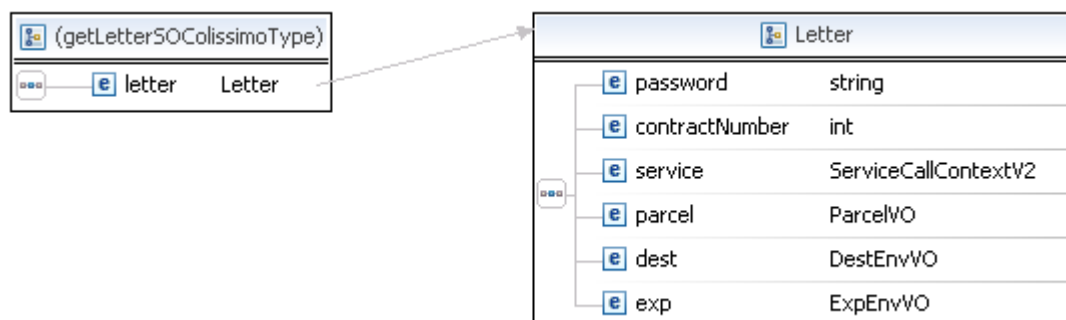 (getLetterSOColissimoType)
e letter Letter
Letter
e password string
e contractNumber int
e service ServiceCallContextV2
e parcel ParcelVO
e dest DestEnvVO
e exp ExpEnvVO